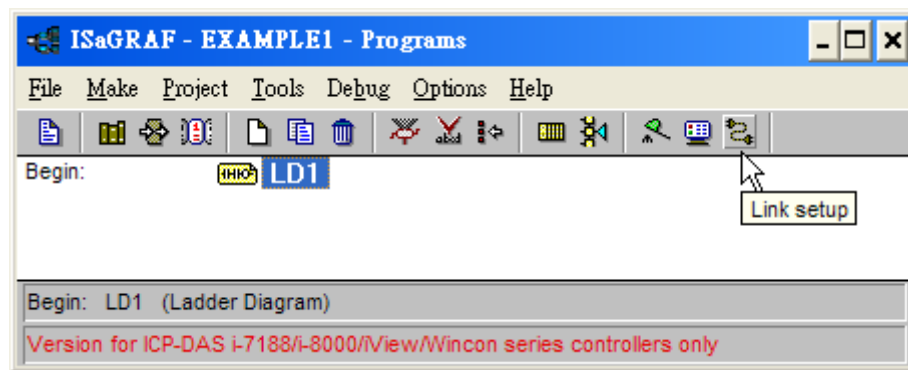 ISaGRAF - EXAMPLE1 - Programs
File Make Project Tools Debug Options Help
Begin: LD1
Link setup
Begin: LD1 (Ladder Diagram)
Version for ICP-DAS i-7188/i-8000/iView/Wincon series controllers only